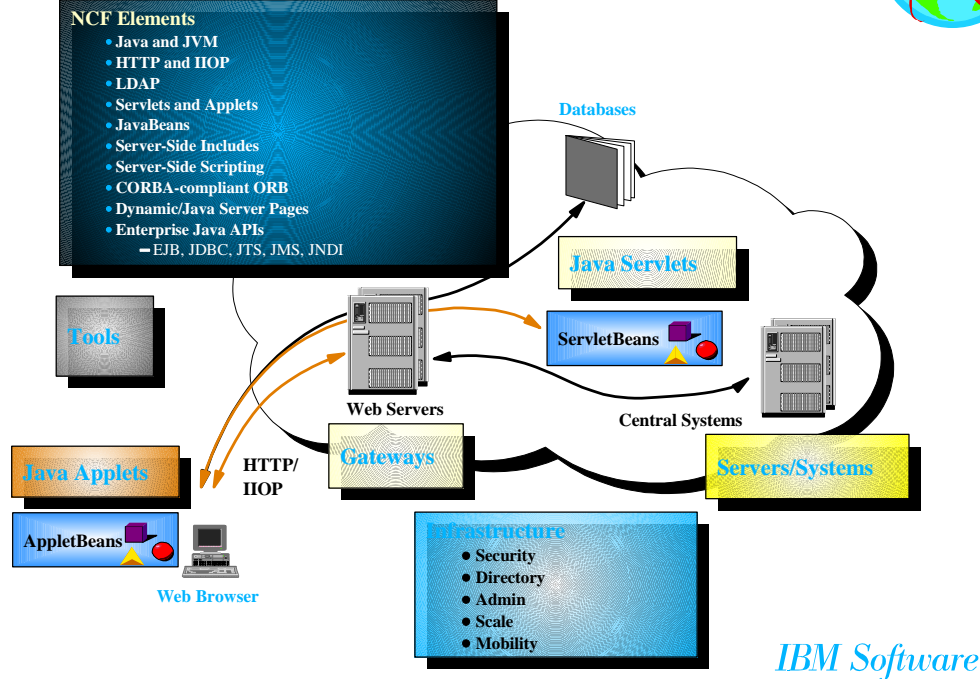 NCF Elements
• Java and JVM
• HTTP and IIOP
• LDAP
• Servlets and Applets
• JavaBeans
• Server-Side Includes
• Server-Side Scripting
• CORBA-compliant ORB
• Dynamic/Java Server Pages
• Enterprise Java APIs
– EJB, JDBC, JTS, JMS, JNDI
Databases
Java Servlets
Tools
ServletBeans
Web Servers
Central Systems
Java Applets
HTTP/
IIOP
Gateways
Servers/Systems
AppletBeans
Web Browser
Infrastructure
• Security
• Directory
• Admin
• Scale
• Mobility
IBM Software